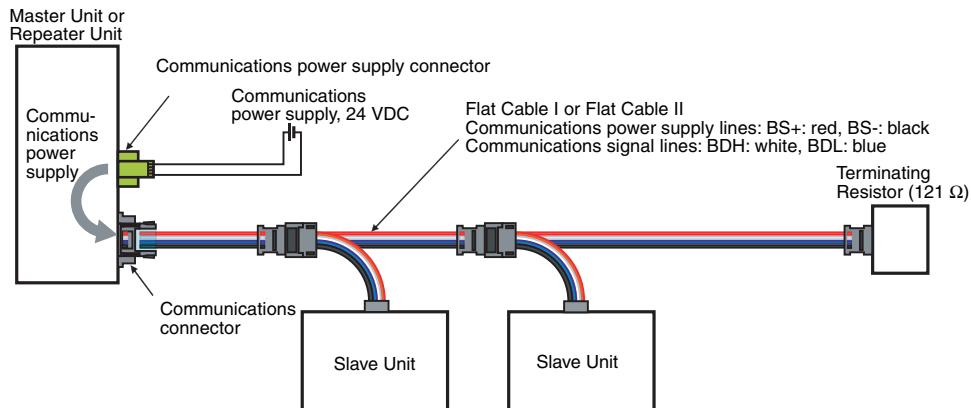 Master Unit or
Repeater Unit
Communications power supply connector
Communications
power supply, 24 VDC
Commu-
nications
power
supply
Flat Cable I or Flat Cable II
Communications power supply lines: BS+: red, BS-: black
Communications signal lines: BDH: white, BDL: blue
Terminating
Resistor (121 Ω)
Communications
connector
Slave Unit
Slave Unit